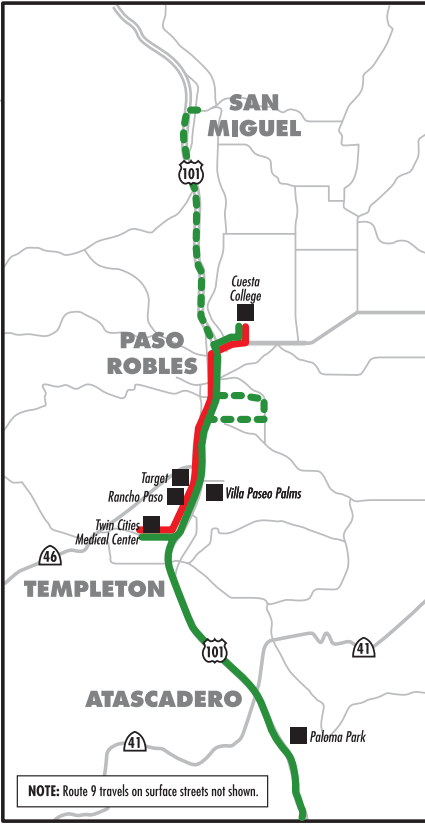 SAN
MIGUEL
101
Cuesta
College
PASO
ROBLES
Target
Rancho Paso
Villa Paseo Palms
Twin Cities
Medical Center
46
TEMPLETON
101
41
ATASCADERO
41
Paloma Park
NOTE: Route 9 travels on surface streets not shown.